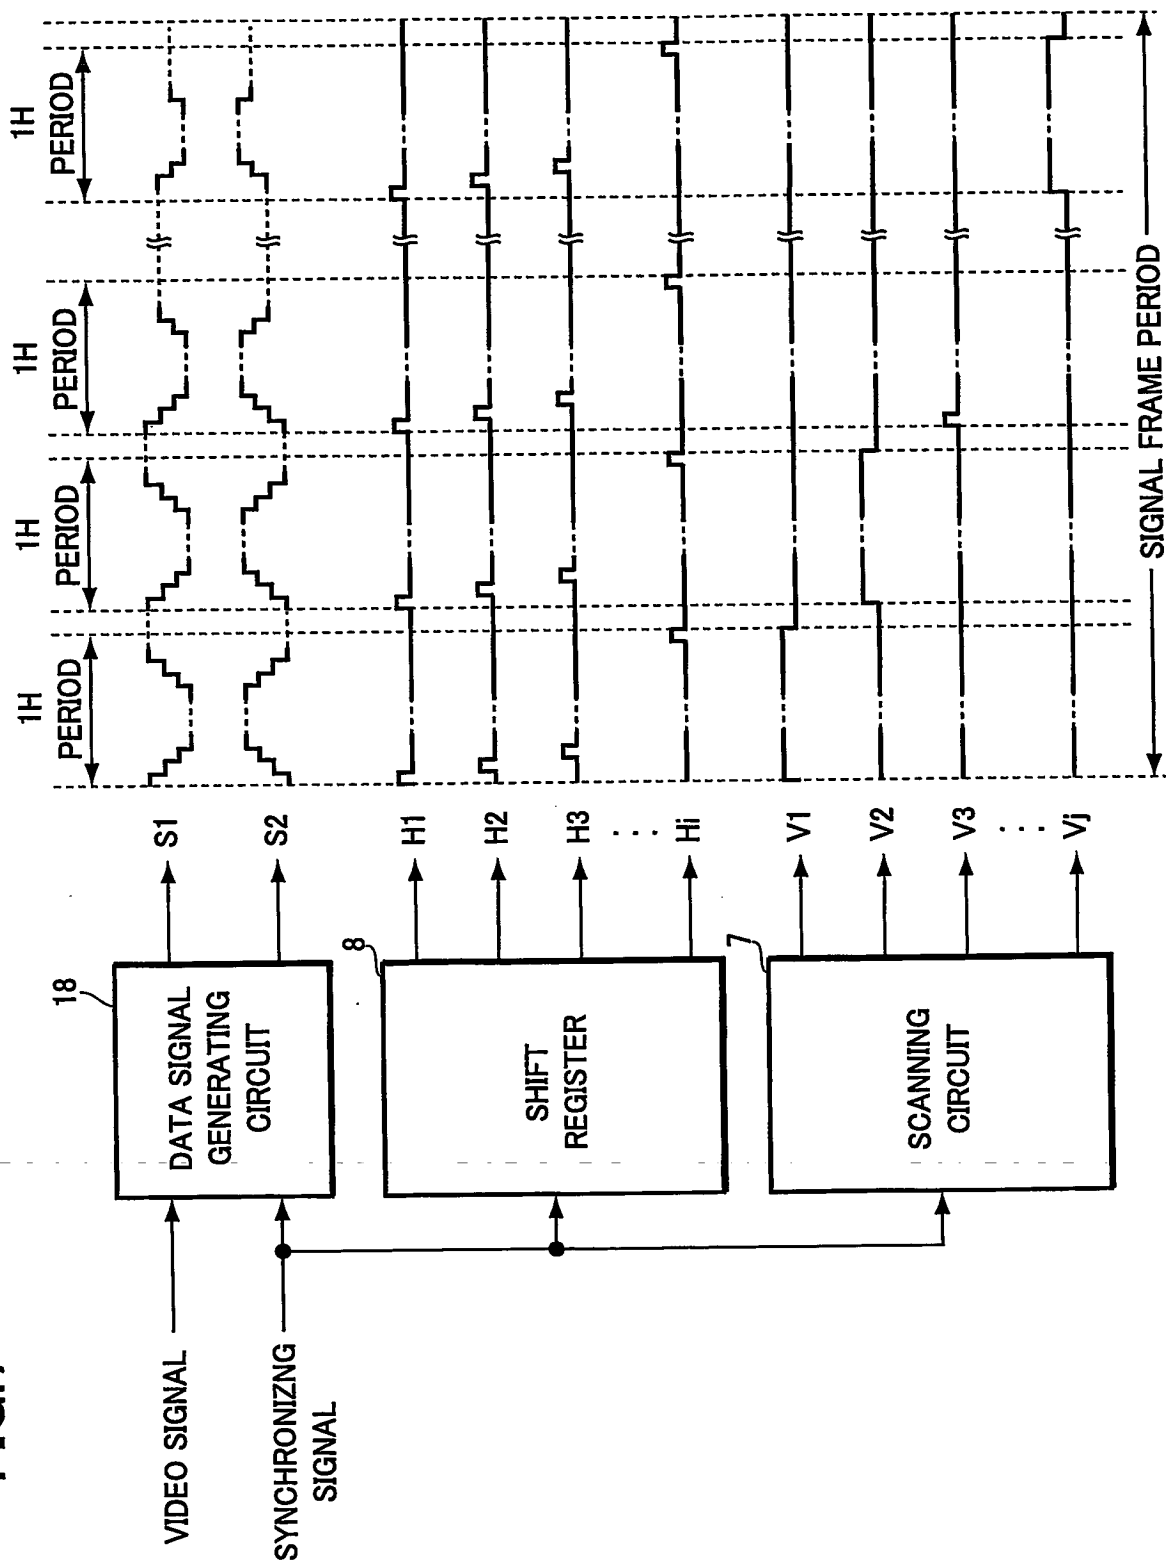 VIDEO SIGNAL
SYNCHRONIZNG
SIGNAL
18
DATA SIGNAL
GENERATING
CIRCUIT
8
SHIFT
REGISTER
7
SCANNING
CIRCUIT
S1
S2
H1
H2
H3
Hi
V1
V2
V3
Vj
1H
PERIOD
1H
PERIOD
1H
PERIOD
1H
PERIOD
SIGNAL FRAME PERIOD